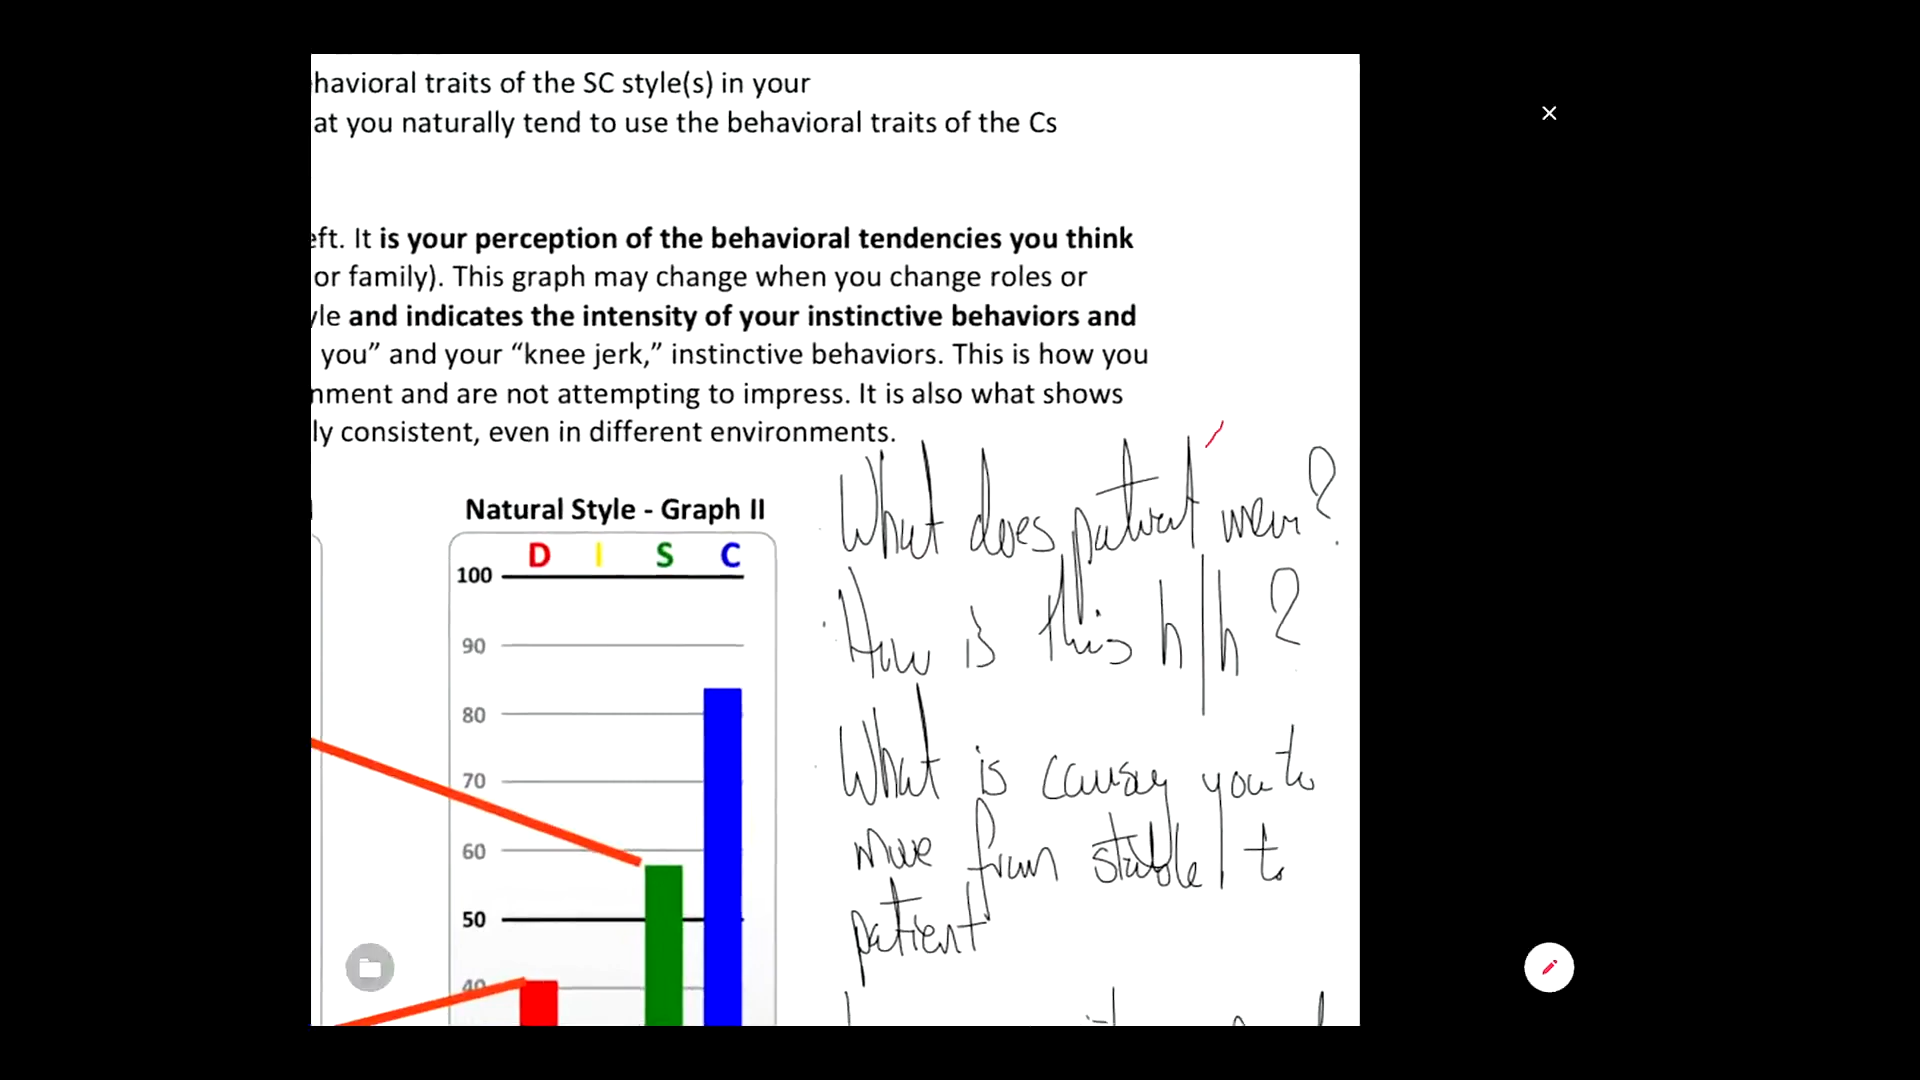 havioral traits of the SC style(s) in your
at you naturally tend to use the behavioral traits of the Cs
eft. It is your perception of the behavioral tendencies you think
or family). This graph may change when you change roles or
yle and indicates the intensity of your instinctive behaviors and
you” and your “knee jerk,” instinctive behaviors. This is how you
nment and are not attempting to impress. It is also what shows
ly consistent, even in different environments.
What does patient mean?
Natural Style - Graph II
D I S C
100
90
80
70
60
50
40
How is this h/h?
What is causing you to
move from stable to
patient